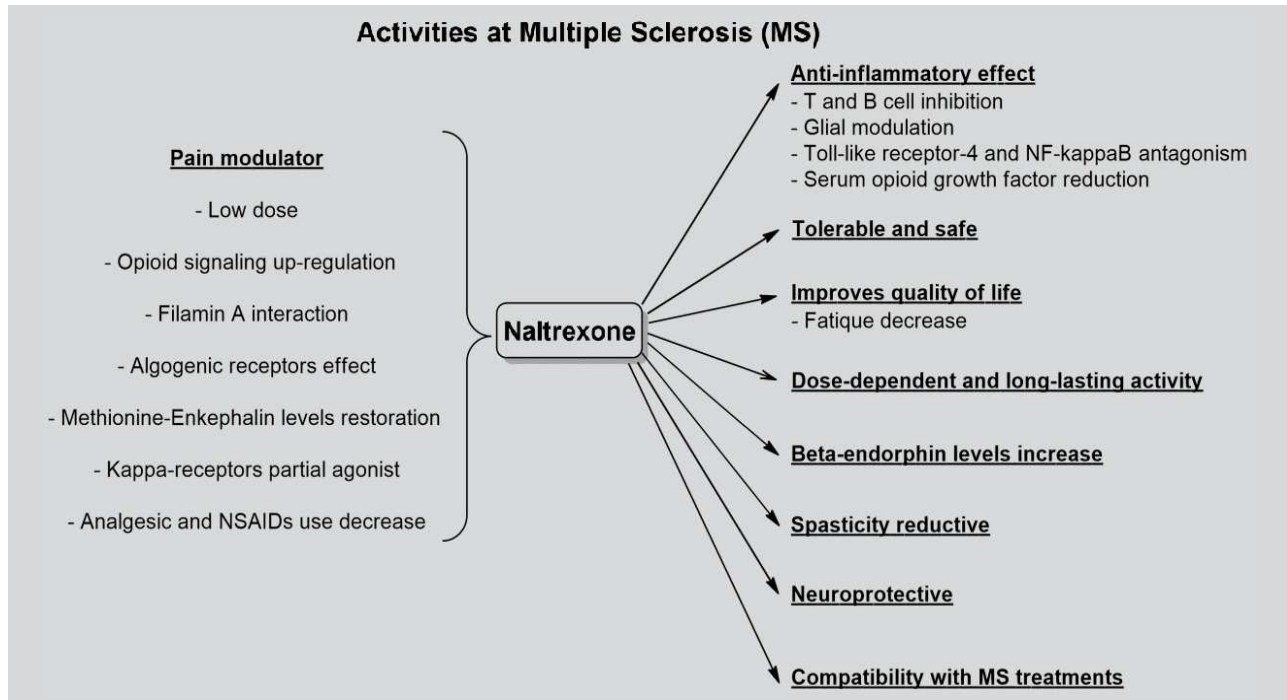 Activities at Multiple Sclerosis (MS)
Pain modulator
- Low dose
- Opioid signaling up-regulation
- Filamin A interaction
- Algogenic receptors effect
- Methionine-Enkephalin levels restoration
- Kappa-receptors partial agonist
- Analgesic and NSAIDs use decrease
Naltrexone
Anti-inflammatory effect
- T and B cell inhibition
- Glial modulation
- Toll-like receptor-4 and NF-kappaB antagonism
- Serum opioid growth factor reduction
Tolerable and safe
Improves quality of life
- Fatique decrease
Dose-dependent and long-lasting activity
Beta-endorphin levels increase
Spasticity reductive
Neuroprotective
Compatibility with MS treatments